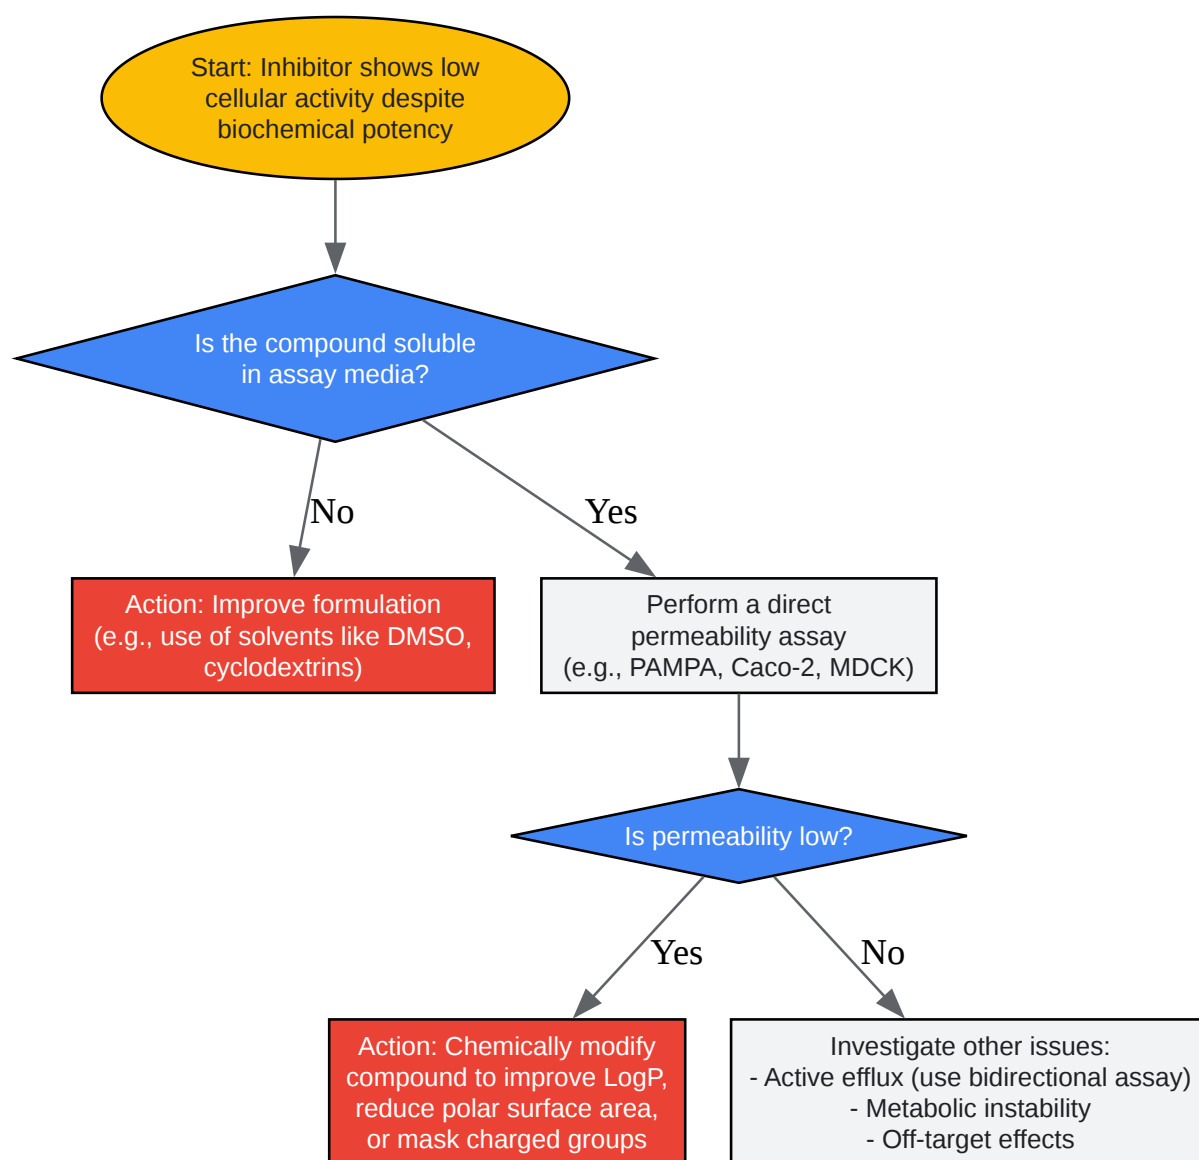 Start: Inhibitor shows low
cellular activity despite
biochemical potency
Is the compound soluble
in assay media?
No
Yes
Action: Improve formulation
(e.g., use of solvents like DMSO,
cyclodextrins)
Perform a direct
permeability assay
(e.g., PAMPA, Caco-2, MDCK)
Is permeability low?
Yes
No
Action: Chemically modify
compound to improve LogP,
reduce polar surface area,
or mask charged groups
Investigate other issues:
- Active efflux (use bidirectional assay)
- Metabolic instability
- Off-target effects